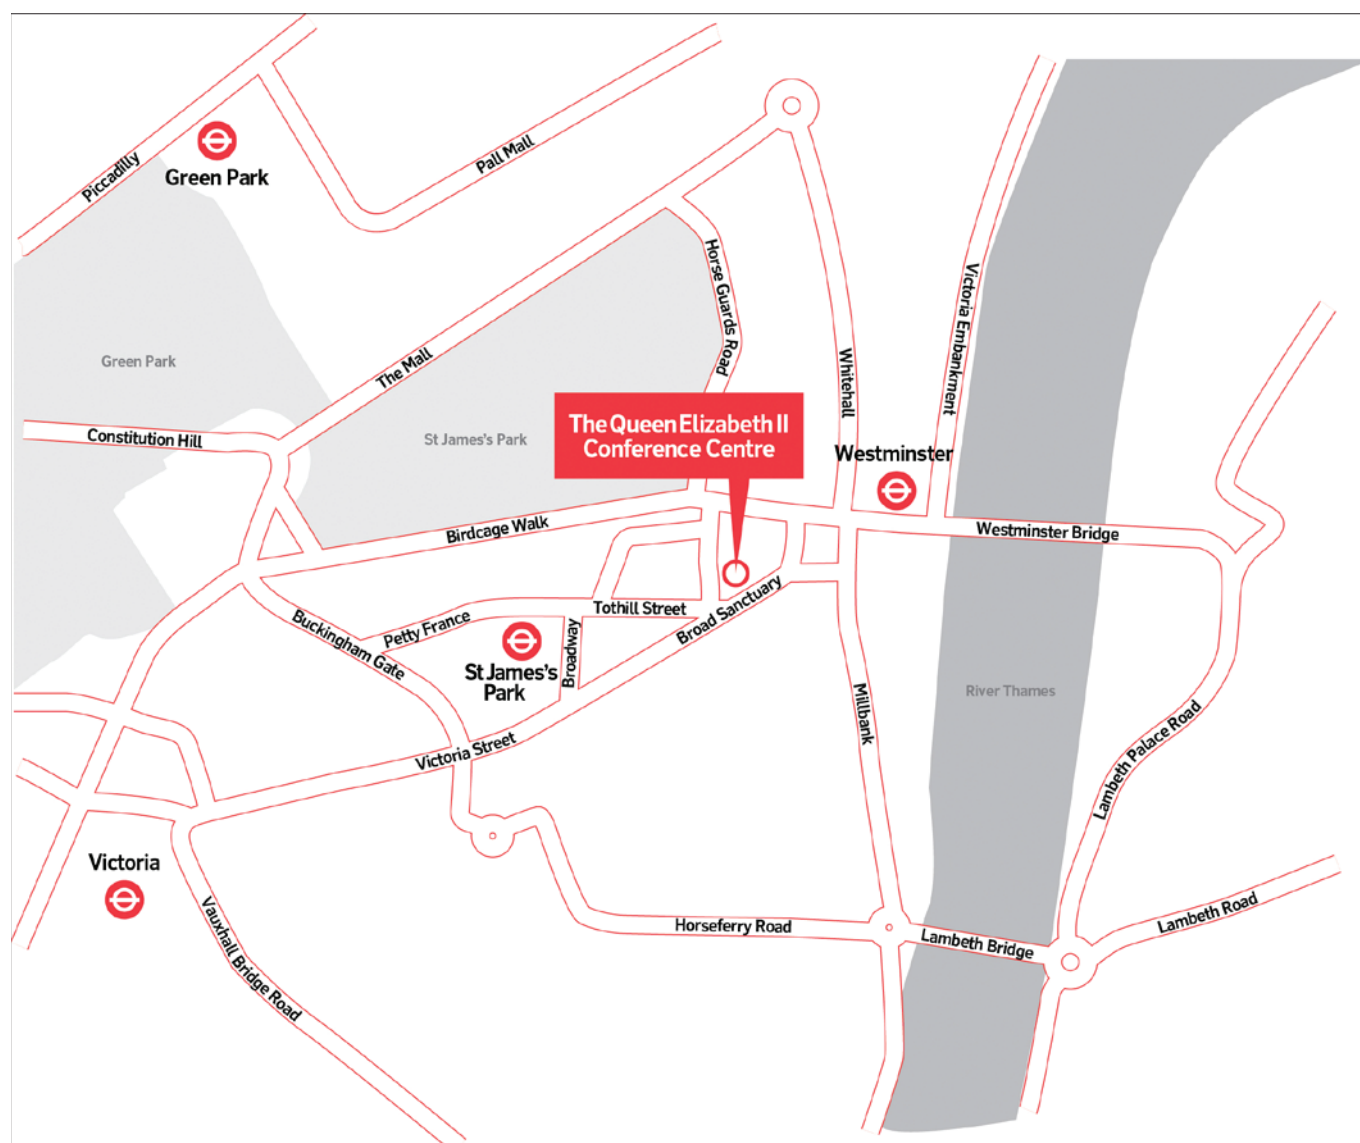 Piccadilly
Green Park
Pall Mall
Green Park
The Mall
Horse Guards Road
Whitehall
Victoria Embankment
Constitution Hill
St James's Park
The Queen Elizabeth II
Conference Centre
Westminster
Birdcage Walk
Westminster Bridge
Buckingham Gate
Petty France
Tothill Street
Broad Sanctuary
Broadway
St James's
Park
River Thames
Millbank
Victoria Street
Lambeth Palace Road
Victoria
Vauxhall Bridge Road
Horseferry Road
Lambeth Bridge
Lambeth Road